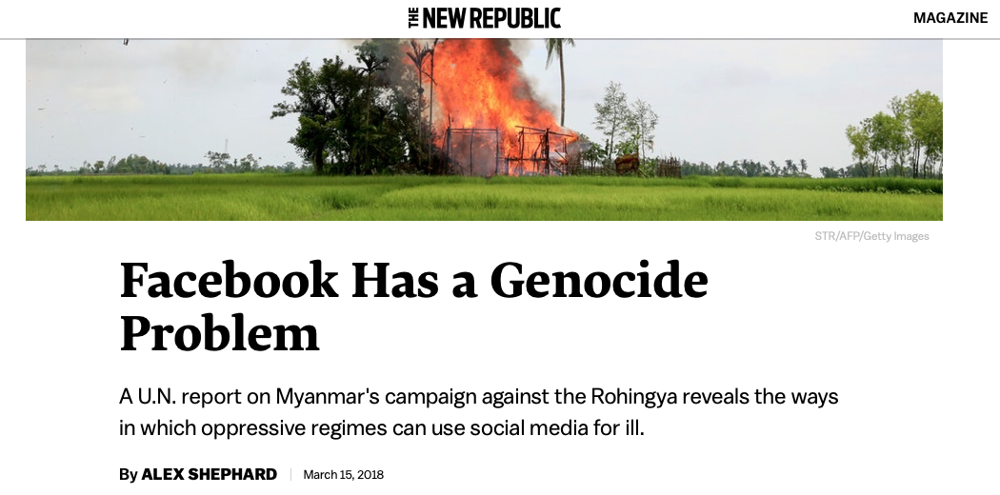 THE NEW REPUBLIC
MAGAZINE
STR/AFP/Getty Images
Facebook Has a Genocide
Problem
A U.N. report on Myanmar's campaign against the Rohingya reveals the ways
in which oppressive regimes can use social media for ill.
By ALEX SHEPHARD
March 15, 2018